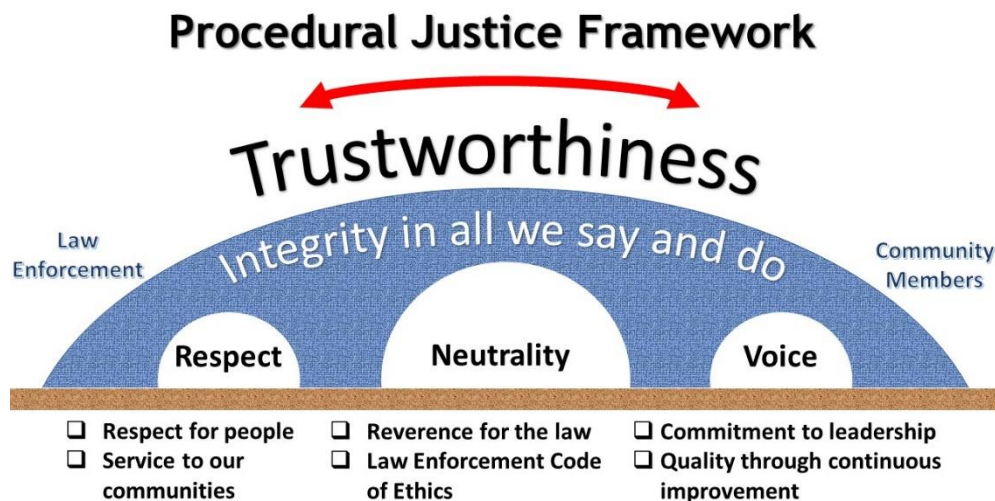 Procedural Justice Framework
Trustworthiness
Integrity in all we say and do
Law
Enforcement
Community
Members
Respect
Neutrality
Voice
❑ Respect for people
❑ Service to our
communities
❑ Reverence for the law
❑ Law Enforcement Code
of Ethics
❑ Commitment to leadership
❑ Quality through continuous
improvement